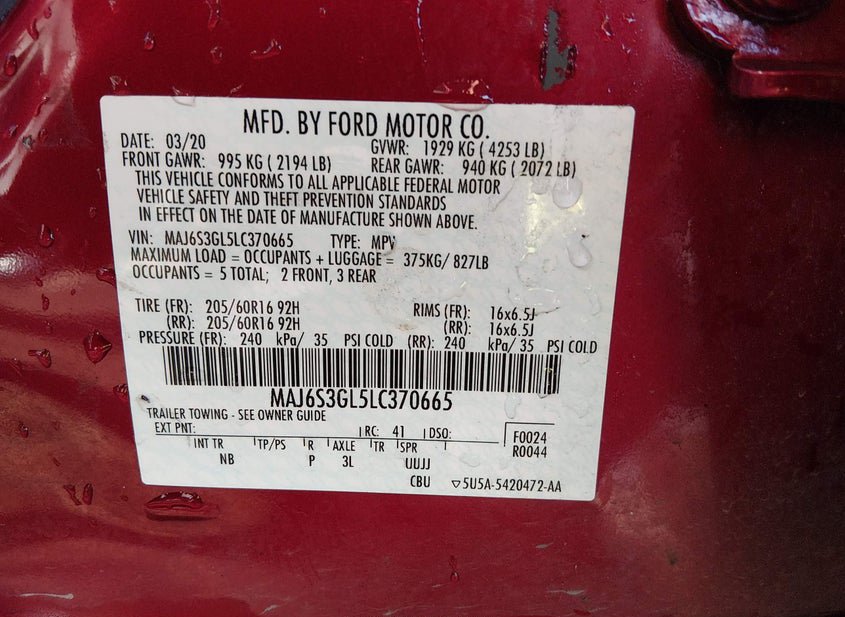 MFD. BY FORD MOTOR CO.
DATE: 03/20 GVWR: 1929 KG ( 4253 LB)
FRONT GAWR: 995 KG ( 2194 LB) REAR GAWR: 940 KG ( 2072 LB)
THIS VEHICLE CONFORMS TO ALL APPLICABLE FEDERAL MOTOR
VEHICLE SAFETY AND THEFT PREVENTION STANDARDS
IN EFFECT ON THE DATE OF MANUFACTURE SHOWN ABOVE.
VIN: MAJ6S3GL5LC370665 TYPE: MPV
MAXIMUM LOAD = OCCUPANTS + LUGGAGE = 375KG/ 827LB
OCCUPANTS = 5 TOTAL; 2 FRONT, 3 REAR
TIRE (FR): 205/60R16 92H RIMS (FR): 16x6.5J
(RR): 205/60R16 92H (RR): 16x6.5J
PRESSURE (FR): 240 kPa/ 35 PSI COLD (RR): 240 kPa/ 35 PSI COLD
MAJ6S3GL5LC370665
TRAILER TOWING - SEE OWNER GUIDE
EXT PNT: RC: 41 DSO: F0024
INT TR TP/PS R AXLE TR SPR R0044
NB P 3L UUJJ
CBU ▽5U5A-5420472-AA